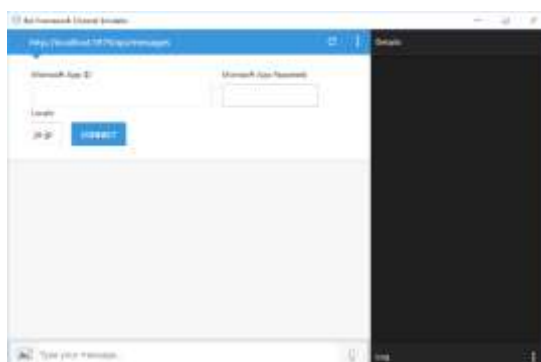 Bot Framework Channel Emulator
http://localhost:3979/api/messages
Details
Microsoft App ID
Microsoft App Password
Locale
CONNECT
Type your message...
Log